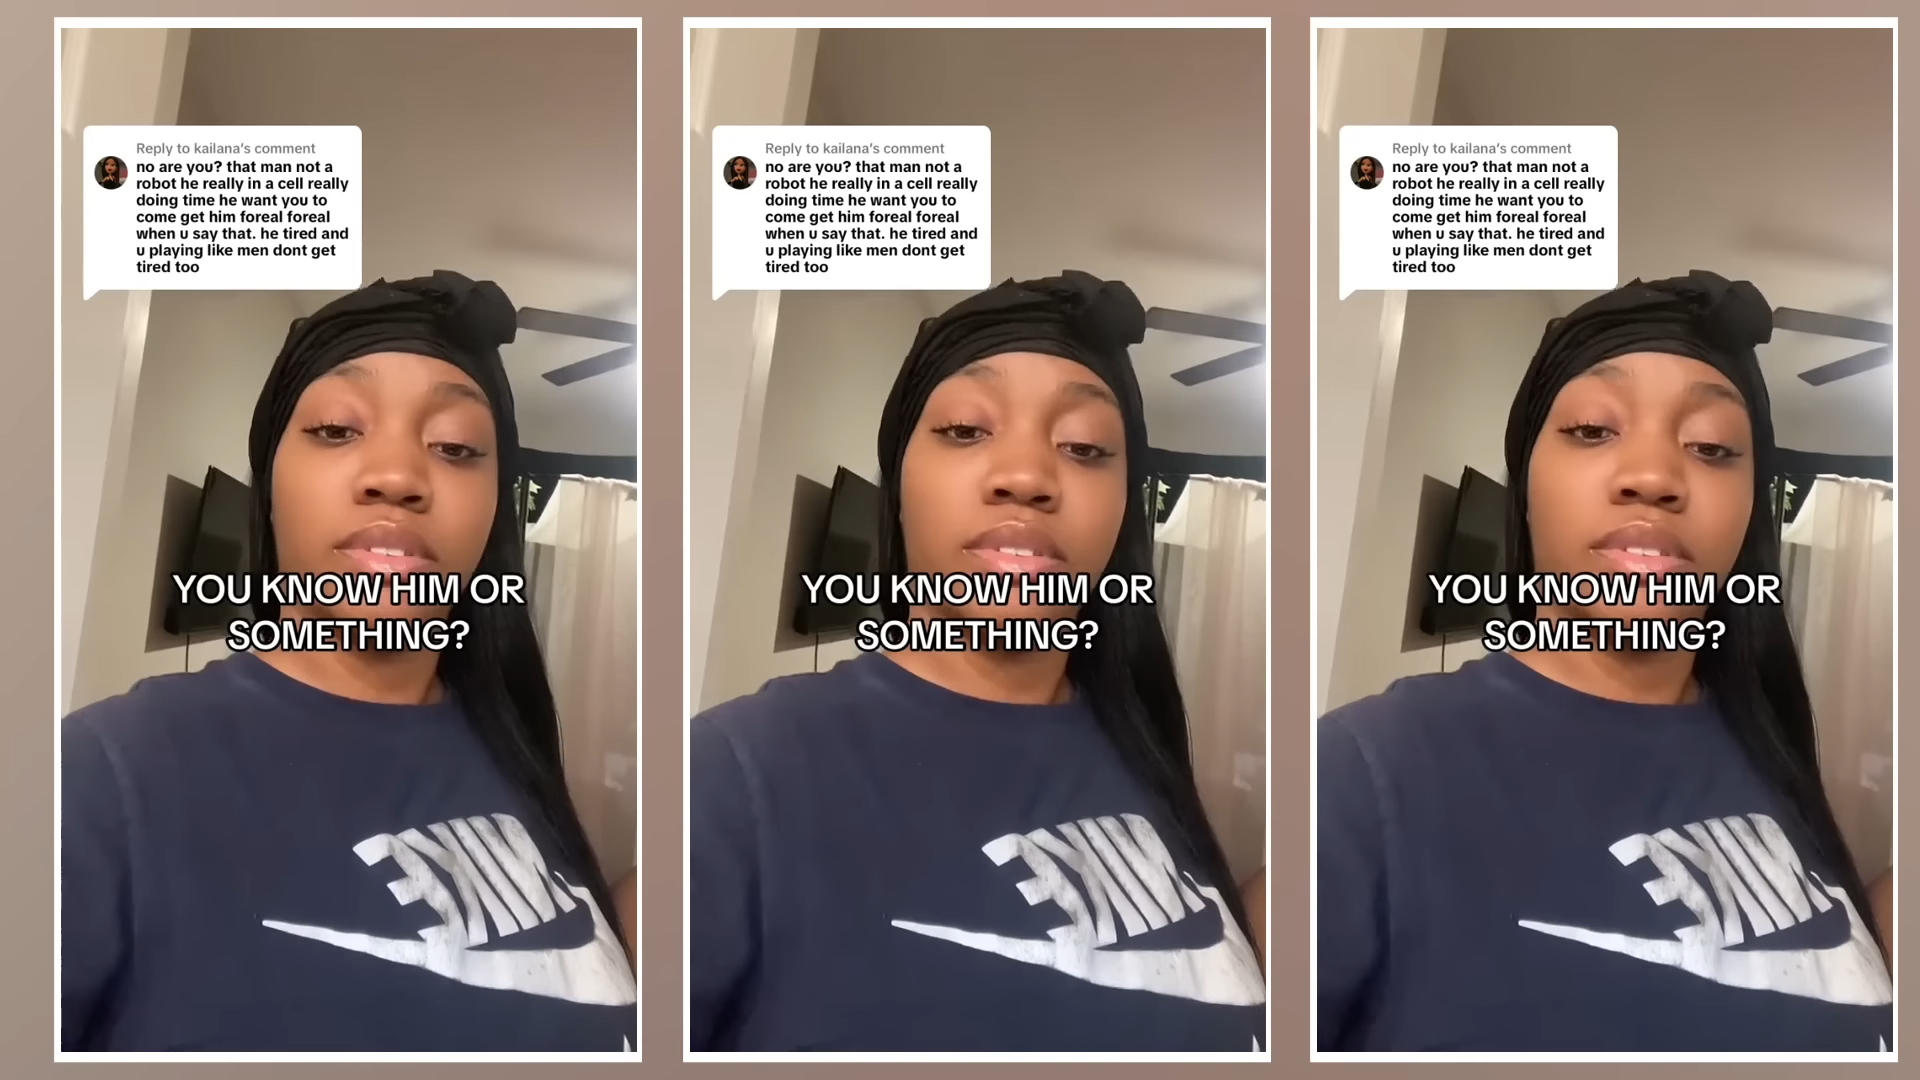 Reply to kailana's comment
no are you? that man not a
robot he really in a cell really
doing time he want you to
come get him foreal foreal
when u say that. he tired and
u playing like men dont get
tired too
YOU KNOW HIM OR
SOMETHING?
NIKE
Reply to kailana's comment
no are you? that man not a
robot he really in a cell really
doing time he want you to
come get him foreal foreal
when u say that. he tired and
u playing like men dont get
tired too
YOU KNOW HIM OR
SOMETHING?
NIKE
Reply to kailana's comment
no are you? that man not a
robot he really in a cell really
doing time he want you to
come get him foreal foreal
when u say that. he tired and
u playing like men dont get
tired too
YOU KNOW HIM OR
SOMETHING?
NIKE